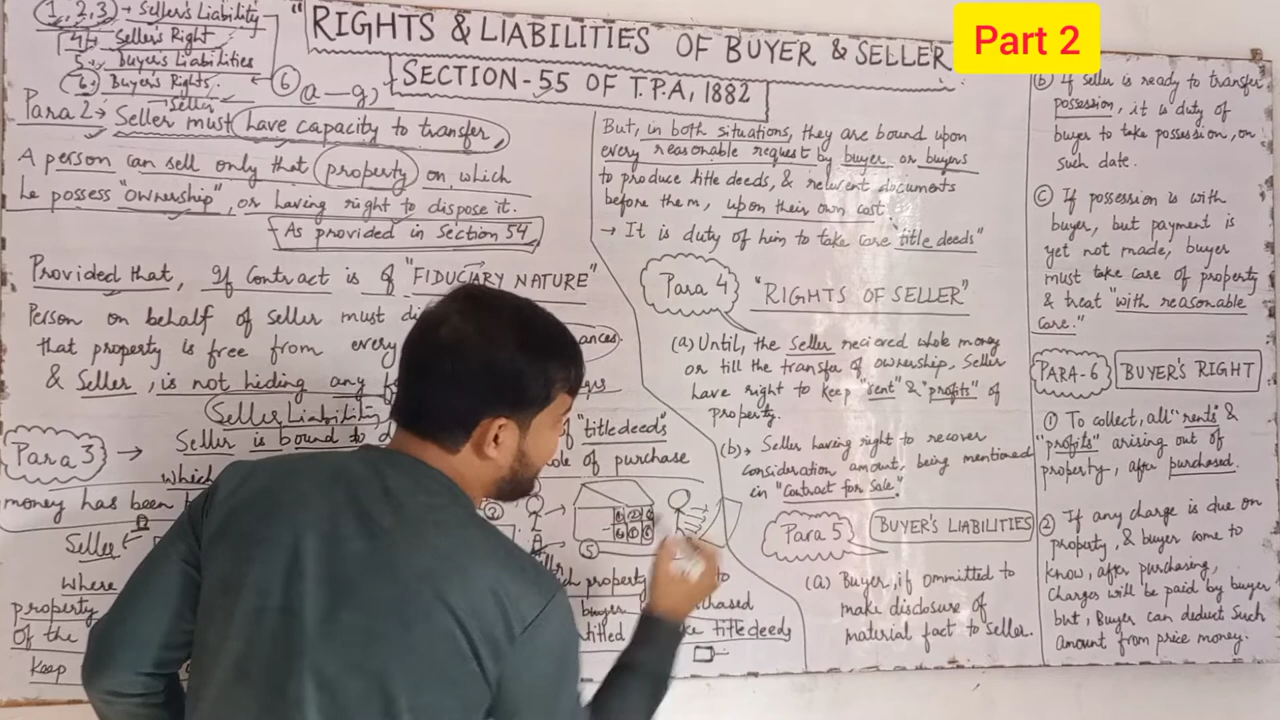 1, 2, 3) → Seller's Liability
4 → Seller's Right
5 → Buyer's Liabilities
6 → Buyer's Rights.
"RIGHTS & LIABILITIES OF BUYER & SELLER
Part 2
SECTION-55 OF T.P.A, 1882
6 (a-g)
Seller
Para 2 → Seller must have capacity to transfer
A person can sell only that property on which
he possess "ownership", or having right to dispose it.
As provided in Section 54
Provided that, If Contract is of "FIDUCIARY NATURE"
Person on behalf of Seller must
that property is free from every
& Seller, is not hiding any
Seller Liability
Para 3 → Seller is bound to of "title deeds"
which of purchase
money has been
Seller
Where property to
property buyer
of the title deeds
Keep
But, in both situations, they are bound upon
every reasonable request by buyer or buyers
to produce title deeds, & relevent documents
before them, upon their own cost.
→ It is duty of him to take care "title deeds"
Para 4 "RIGHTS OF SELLER"
(a) Until, the Seller recieved whole money
or till the transfer of ownership, Seller
have right to keep "rent" & "profits" of
property.
(b) → Seller having right to recover
consideration amount, being mentioned
in "Contract for Sale."
Para 5 BUYER'S LIABILITIES
(a) Buyer, if ommitted to
make disclosure of
material fact to Seller.
(b) If seller is ready to transfer
possession, it is duty of
buyer to take possession, on
such date.
(c) If possession is with
buyer, but payment is
yet not made, buyer
must take care of property
& treat "with reasonable
care."
PARA-6 BUYER'S RIGHT
① To collect, all "rents" &
"profits" arising out of
property, after purchased.
② If any charge is due on
property, & buyer come to
know, after purchasing,
Charges will be paid by buyer
but, Buyer can deduct such
amount from price money.